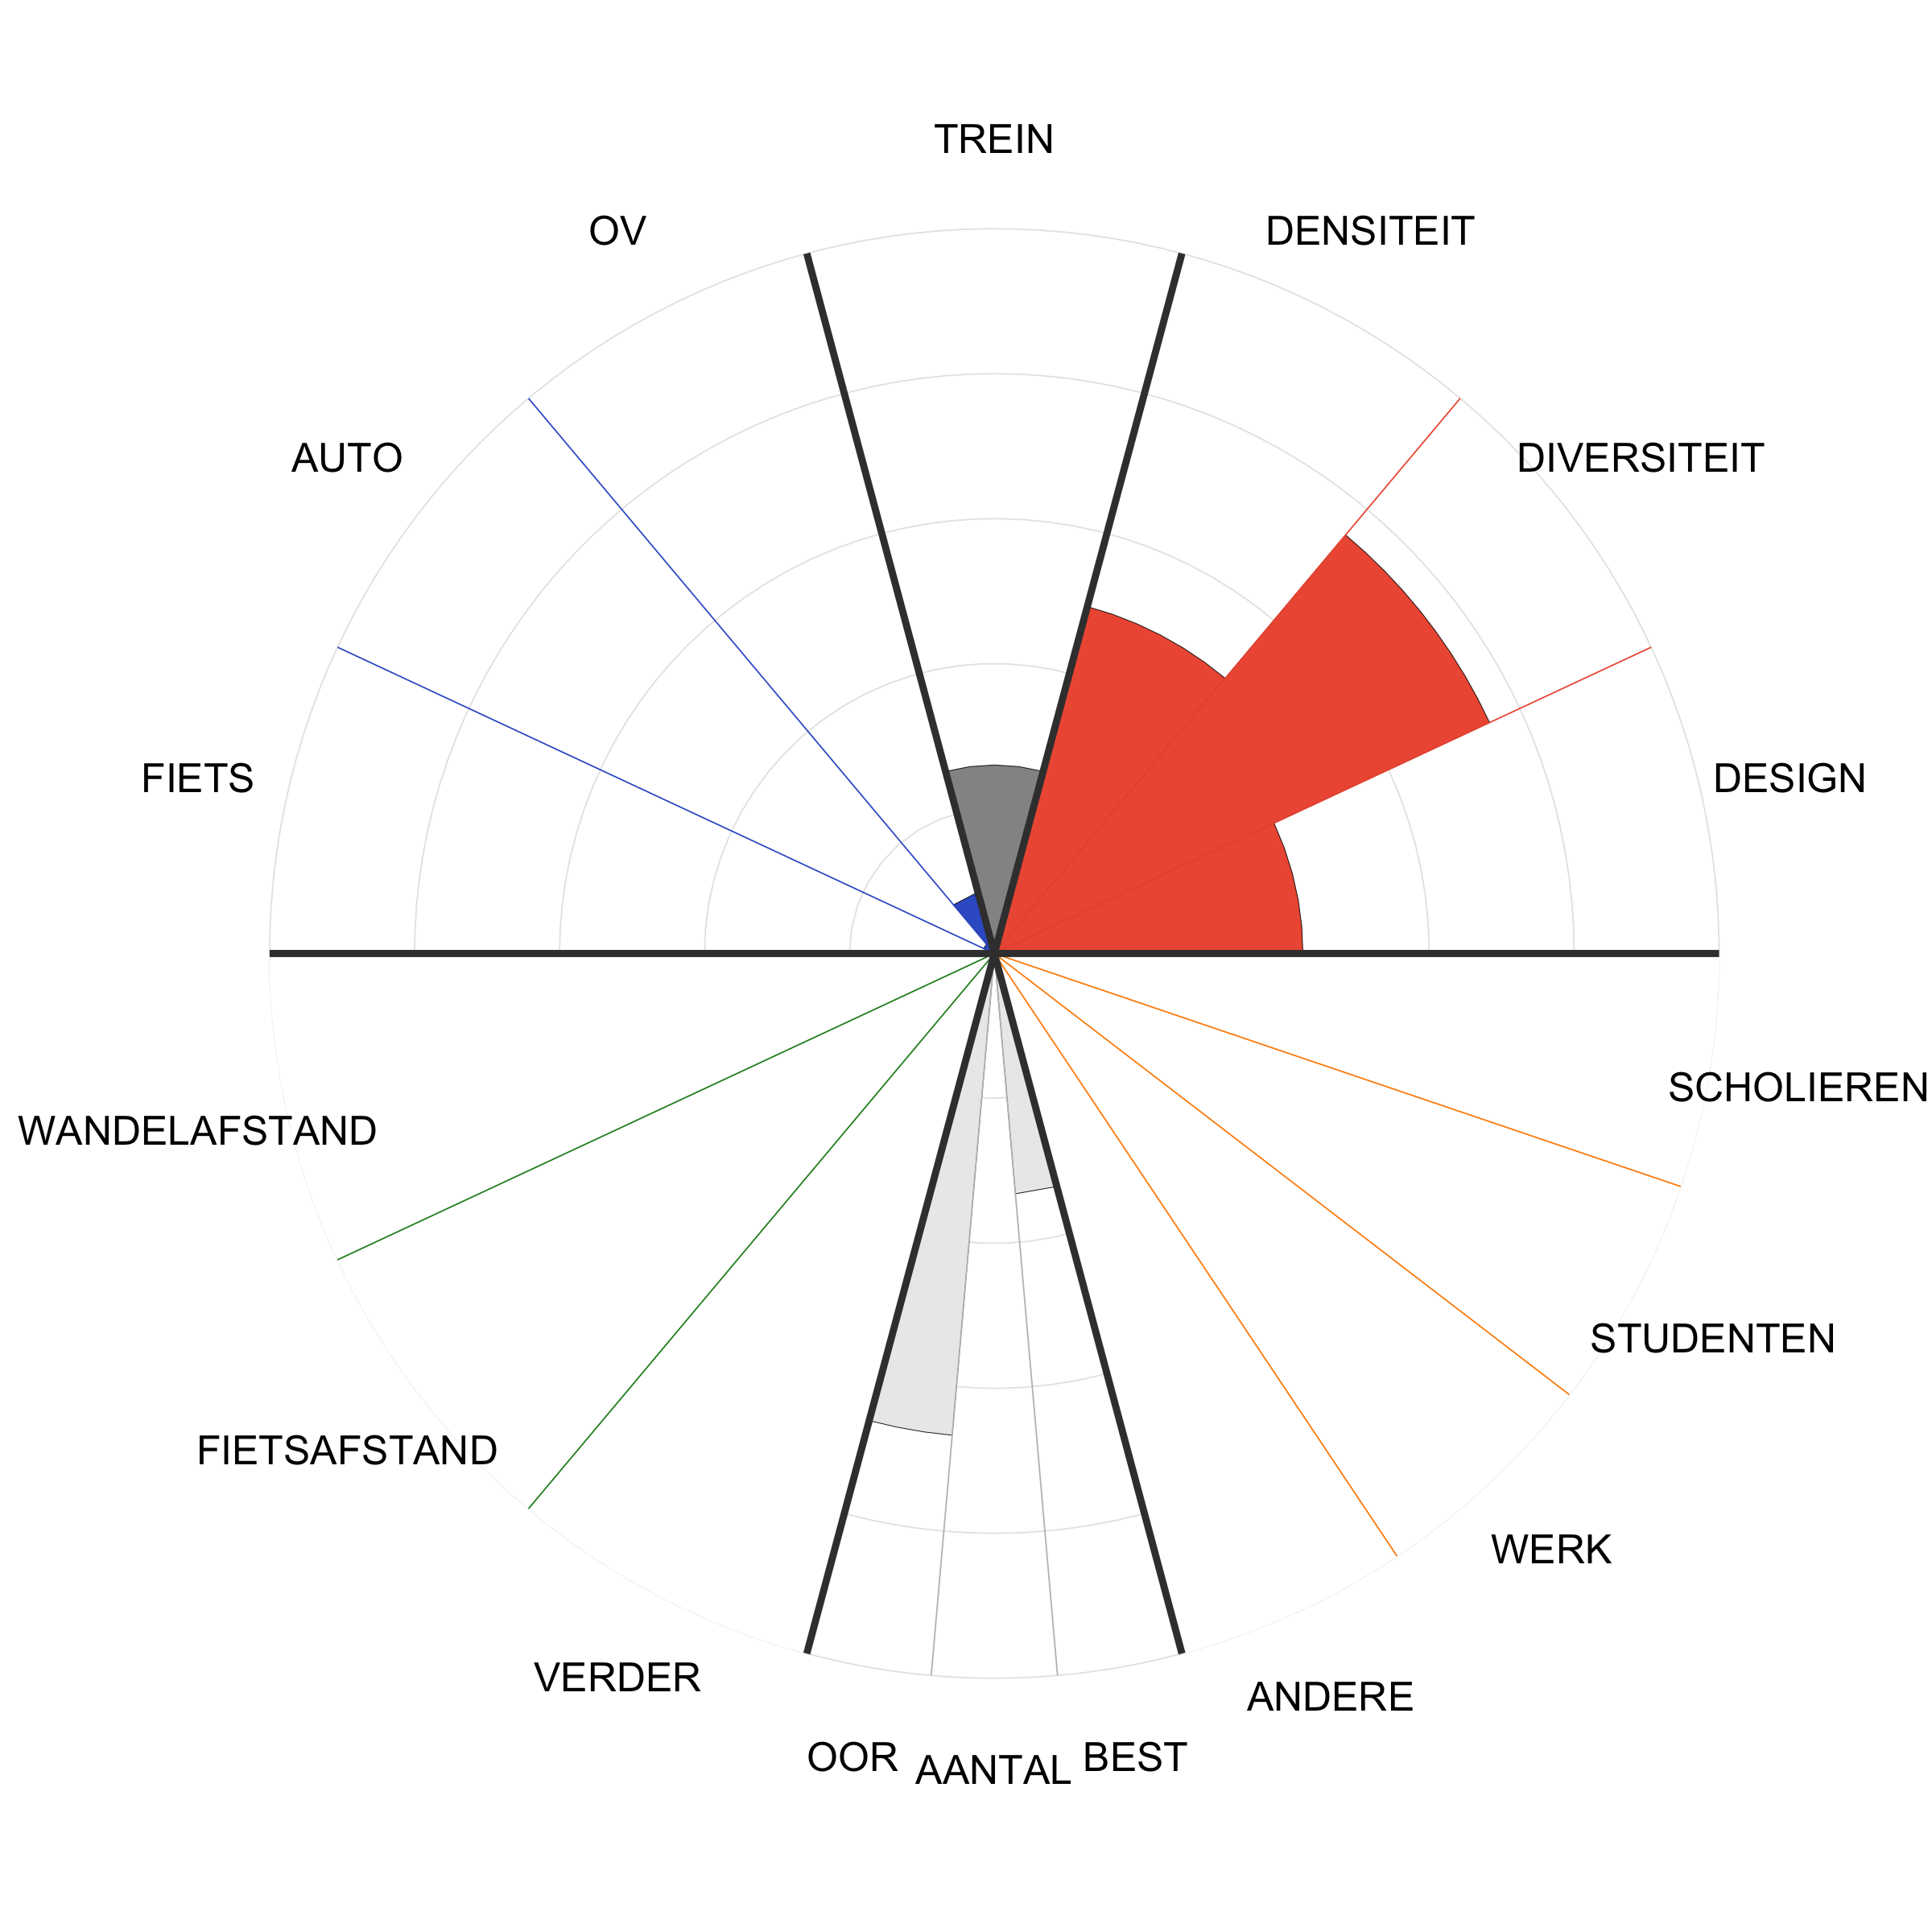 TREIN
OV
DENSITEIT
AUTO
DIVERSITEIT
FIETS
DESIGN
SCHOLIEREN
WANDELAFSTAND
STUDENTEN
FIETSAFSTAND
WERK
VERDER
ANDERE
OOR
AANTAL
BEST